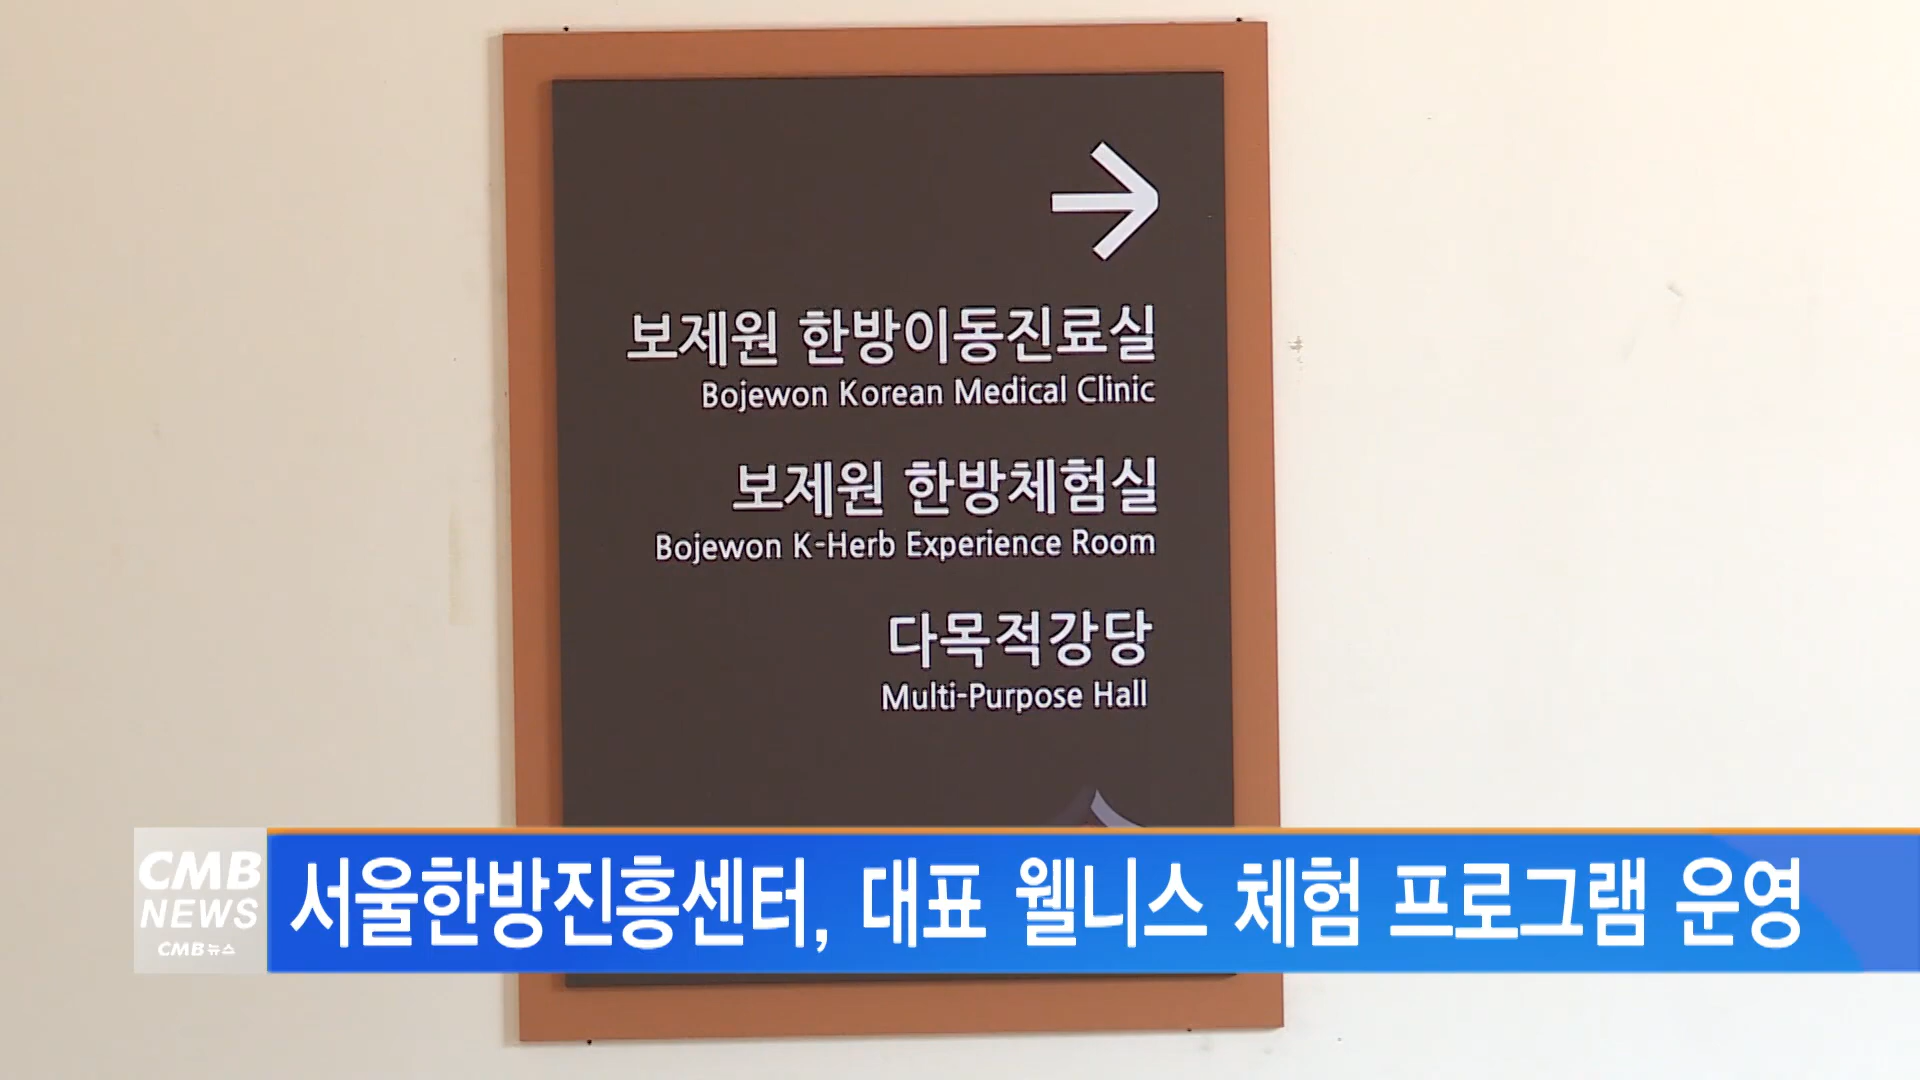 보제원 한방이동진료실
Bojewon Korean Medical Clinic
보제원 한방체험실
Bojewon K-Herb Experience Room
다목적강당
Multi-Purpose Hall
CMB
NEWS
CMB뉴스
서울한방진흥센터, 대표 웰니스 체험 프로그램 운영